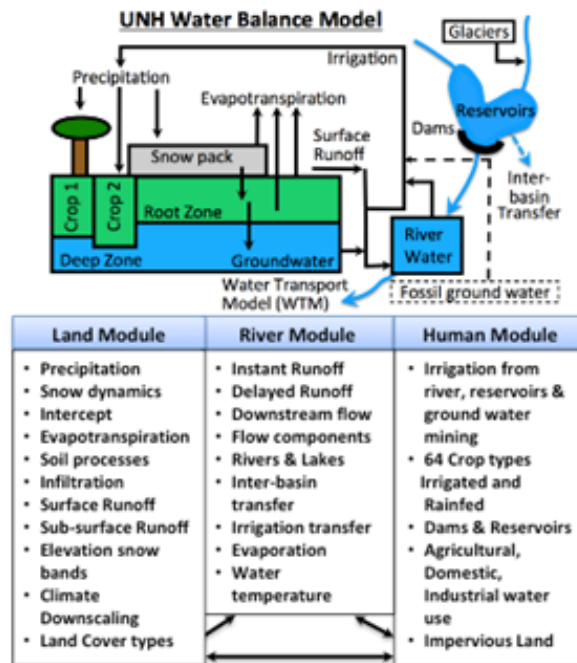 UNH Water Balance Model
Glaciers
Irrigation
Precipitation
Reservoirs
Evapotranspiration
Surface
Runoff
Dams
Snow pack
Inter-
basin
Transfer
Crop 1
Crop 2
Root Zone
River
Water
Deep Zone
Groundwater
Water Transport
Model (WTM)
Fossil ground water
Land Module
• Precipitation
• Snow dynamics
• Intercept
• Evapotranspiration
• Soil processes
• Infiltration
• Surface Runoff
• Sub-surface Runoff
• Elevation snow
bands
• Climate
Downscaling
• Land Cover types
River Module
• Instant Runoff
• Delayed Runoff
• Downstream flow
• Flow components
• Rivers & Lakes
• Inter-basin
transfer
• Irrigation transfer
• Evaporation
• Water
temperature
Human Module
• Irrigation from
river, reservoirs &
ground water
mining
• 64 Crop types
Irrigated and
Rainfed
• Dams & Reservoirs
• Agricultural,
Domestic,
Industrial water
use
• Impervious Land